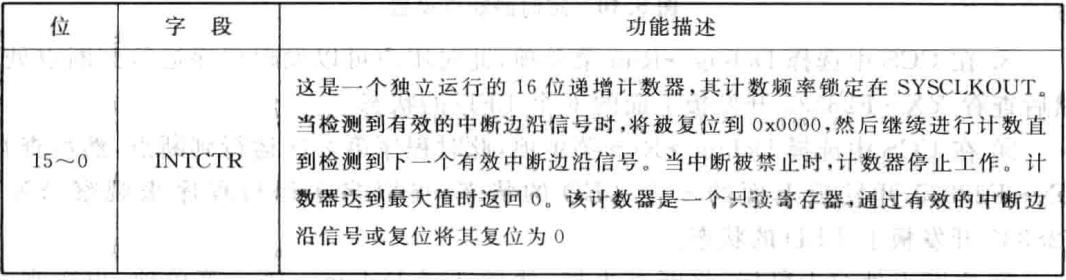 位 字 段 功能描述
这是一个独立运行的 16 位递增计数器,其计数频率锁定在 SYSCLKOUT。
当检测到有效的中断边沿信号时,将被复位到 0x0000,然后继续进行计数直
15~0 INTCTR 到检测到下一个有效中断边沿信号。当中断被禁止时,计数器停止工作。计
数器达到最大值时返回 0。该计数器是一个只读寄存器,通过有效的中断边
沿信号或复位将其复位为 0